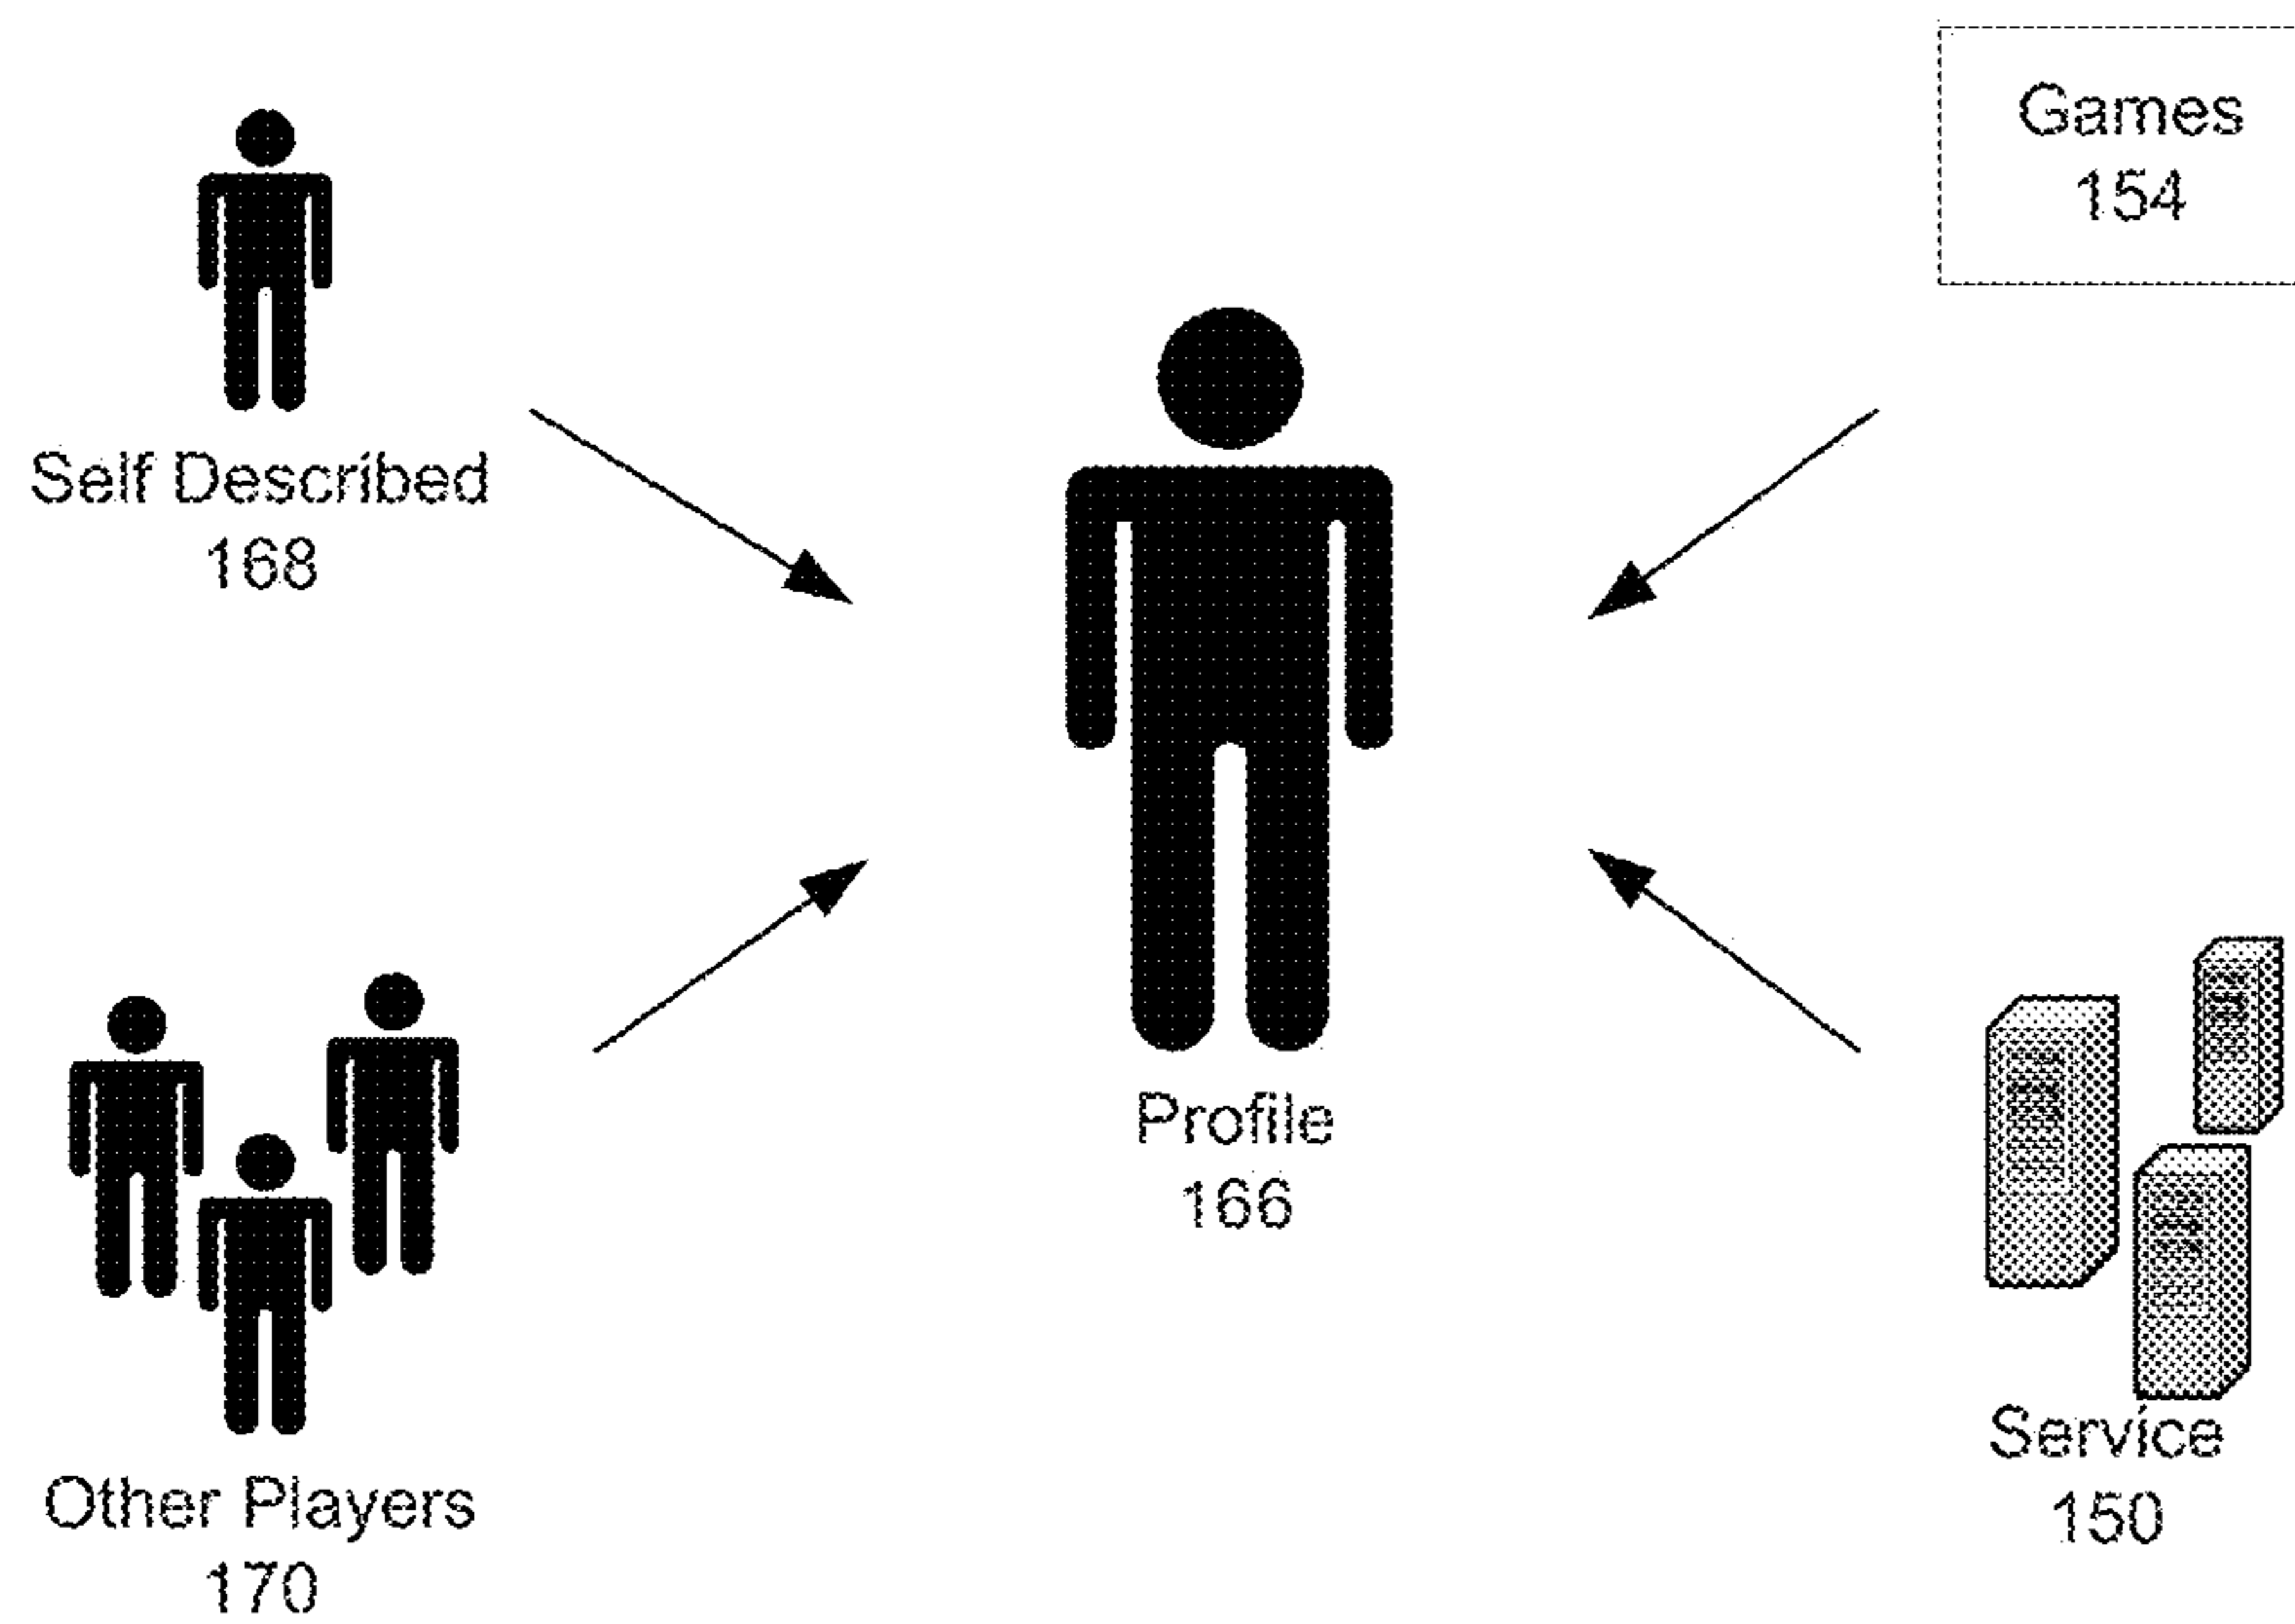 Games
154
Self Described
168
Profile
166
Other Players
170
Service
150